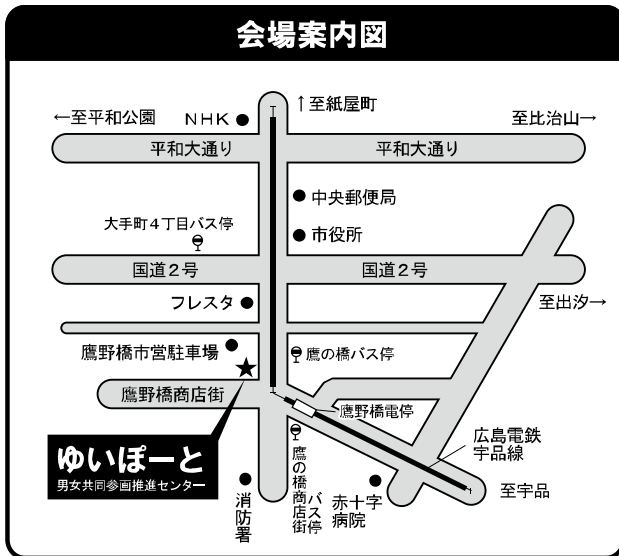 会場案内図
↑至紙屋町
←至平和公園
NHK
至比治山→
平和大通り
平和大通り
中央郵便局
大手町4丁目バス停
市役所
国道2号
国道2号
フレスタ
至出汐→
鷹野橋市営駐車場
鷹の橋バス停
鷹野橋商店街
鷹野橋電停
広島電鉄
宇品線
ゆいぽーと
男女共同参画推進センター
至宇品
消防署
鷹の橋商店街
バス停
赤十字
病院